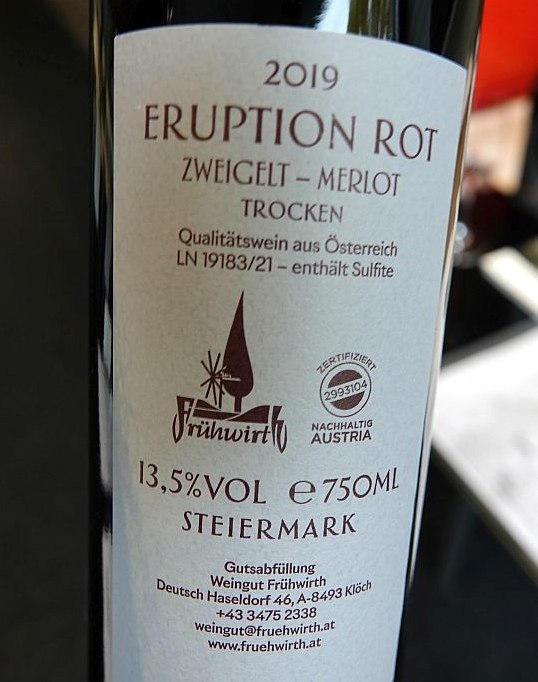 2019
ERUPTION ROT
ZWEIGELT – MERLOT
TROCKEN
Qualitätswein aus Österreich
LN 19183/21 – enthält Sulfite
Frühwirth
ZERTIFIZIERT
2993104
NACHHALTIG
AUSTRIA
13,5%VOL ℮ 750ML
STEIERMARK
Gutsabfüllung
Weingut Frühwirth
Deutsch Haseldorf 46, A-8493 Klöch
+43 3475 2338
weingut@fruehwirth.at
www.fruehwirth.at